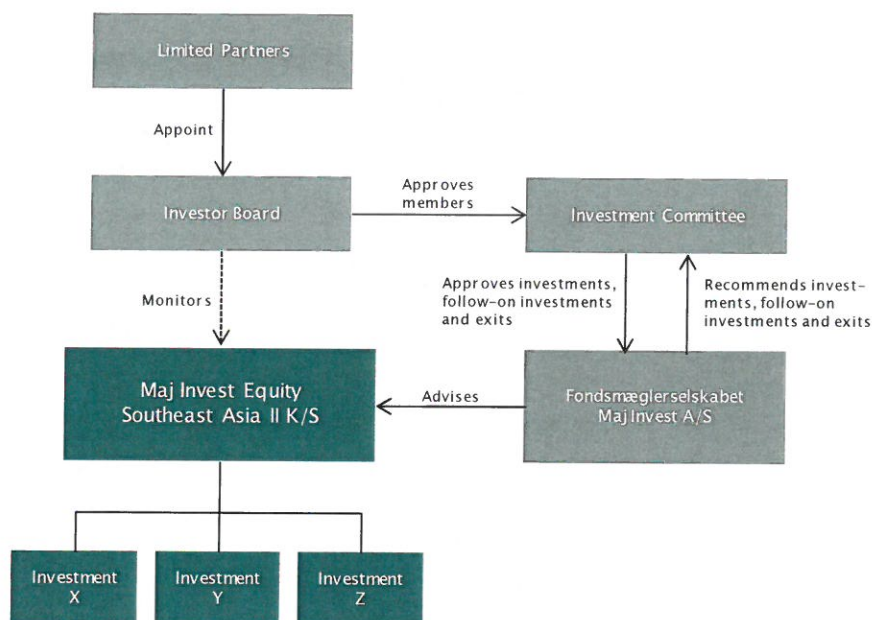 Limited Partners
Appoint
Investor Board
Approves
members
Investment Committee
Monitors
Approves investments,
follow-on investments
and exits
Recommends invest-
ments, follow-on
investments and exits
Maj Invest Equity
Southeast Asia II K/S
Advises
Fondsmæglerselskabet
Maj Invest A/S
Investment
X
Investment
Y
Investment
Z